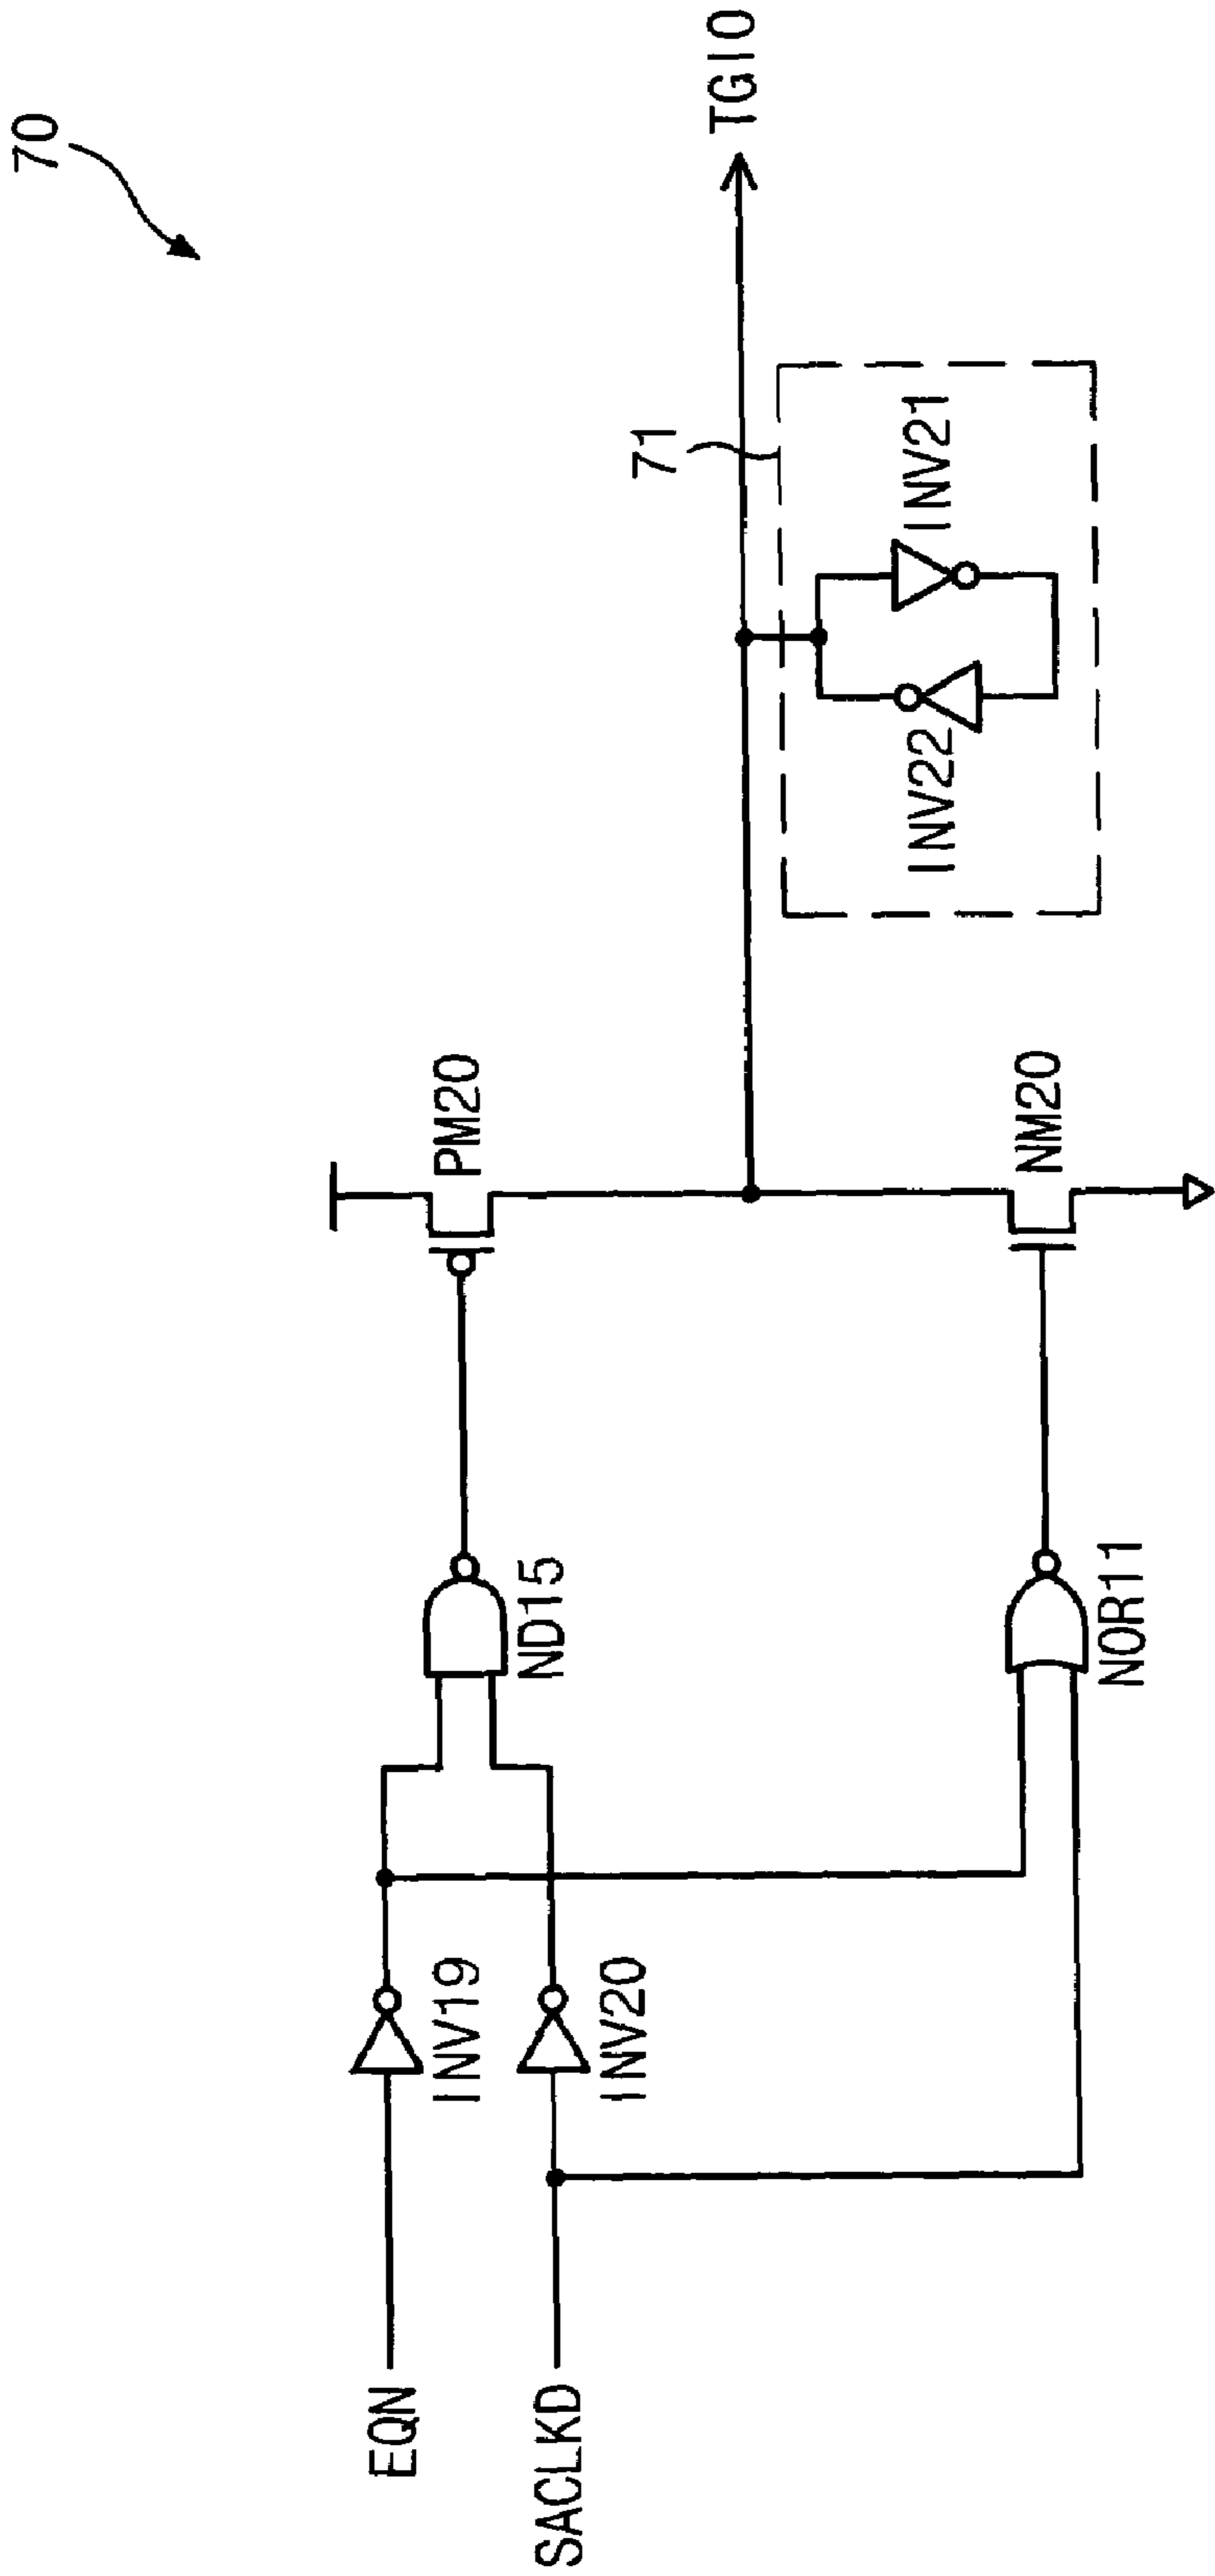 70
EQN
SACLKD
INV19
INV20
ND15
NOR11
PM20
NM20
71
INV22
INV21
TGIO